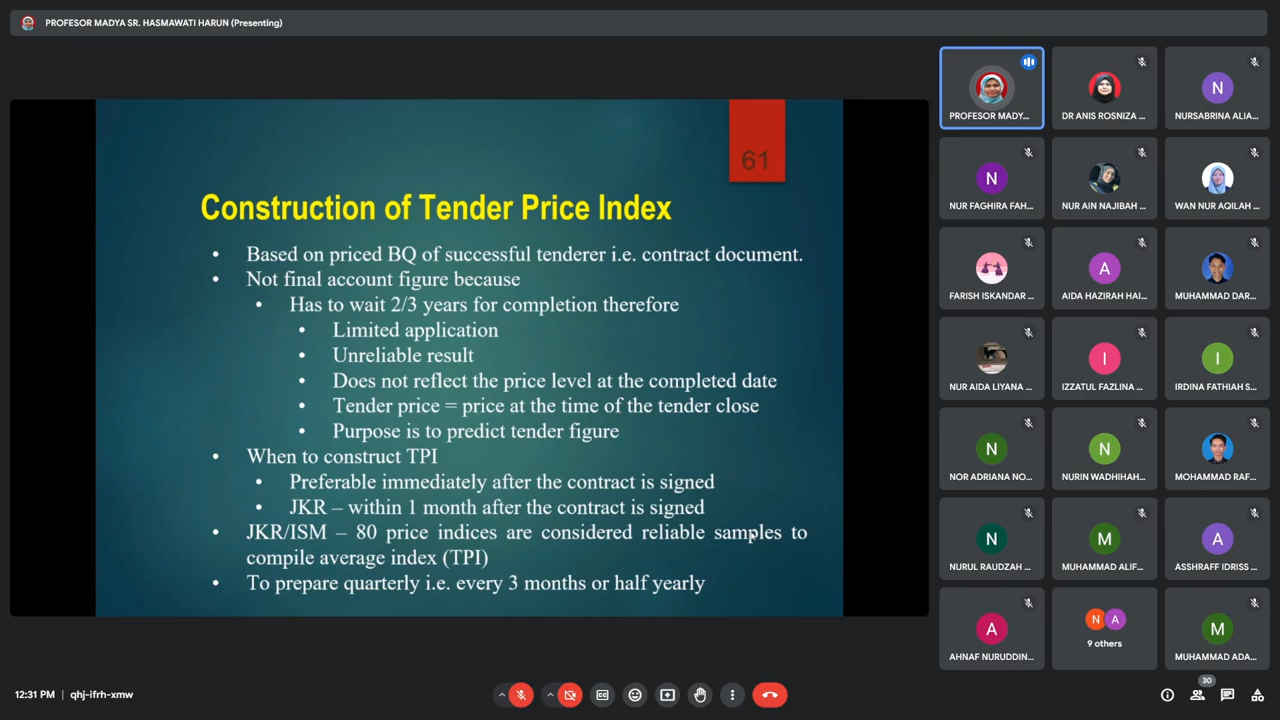 PROFESOR MADYA SR. HASMAWATI HARUN (Presenting)
61
Construction of Tender Price Index
• Based on priced BQ of successful tenderer i.e. contract document.
• Not final account figure because
• Has to wait 2/3 years for completion therefore
• Limited application
• Unreliable result
• Does not reflect the price level at the completed date
• Tender price = price at the time of the tender close
• Purpose is to predict tender figure
• When to construct TPI
• Preferable immediately after the contract is signed
• JKR – within 1 month after the contract is signed
• JKR/ISM – 80 price indices are considered reliable samples to
compile average index (TPI)
• To prepare quarterly i.e. every 3 months or half yearly
PROFESOR MADY...
DR ANIS ROSNIZA ...
N
NURSABRINA ALIA...
N
NUR FAGHIRA FAH...
NUR AIN NAJIBAH ...
WAN NUR AQILAH ...
FARISH ISKANDAR ...
A
AIDA HAZIRAH HAI...
MUHAMMAD DAR...
NUR AIDA LIYANA ...
I
IZZATUL FAZLINA ...
I
IRDINA FATHIAH S...
N
NOR ADRIANA NO...
N
NURIN WADHIHAH...
MOHAMMAD RAF...
N
NURUL RAUDZAH ...
M
MUHAMMAD ALIF...
A
ASSHRAFF IDRISS ...
A
AHNAF NURUDDIN...
N A
9 others
M
MUHAMMAD ADA...
12:31 PM | qhj-ifrh-xmw
CC
30